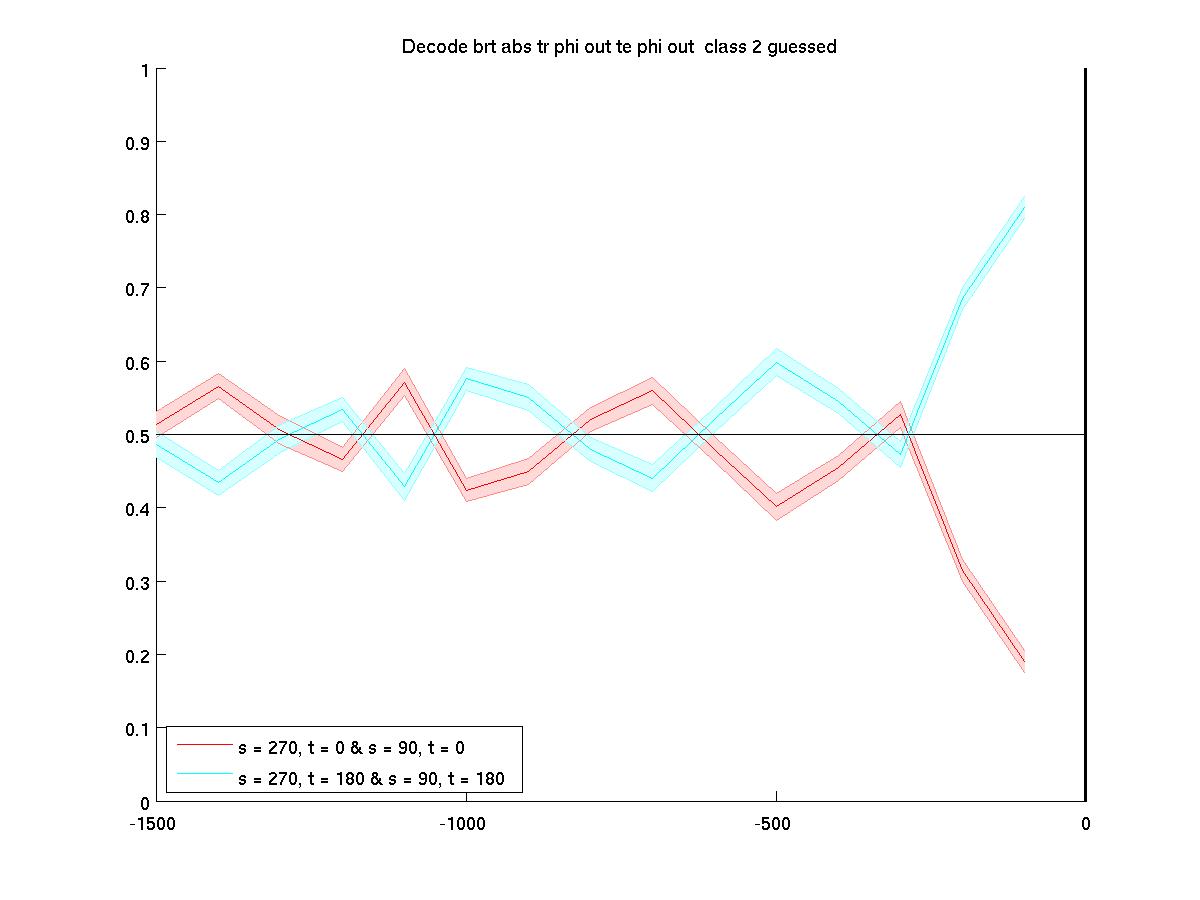 Decode brt abs tr phi out te phi out  class 2 guessed
1
0.9
0.8
0.7
0.6
0.5
0.4
0.3
0.2
0.1
0
s = 270, t = 0 & s = 90, t = 0
s = 270, t = 180 & s = 90, t = 180
-1500 -1000 -500 0